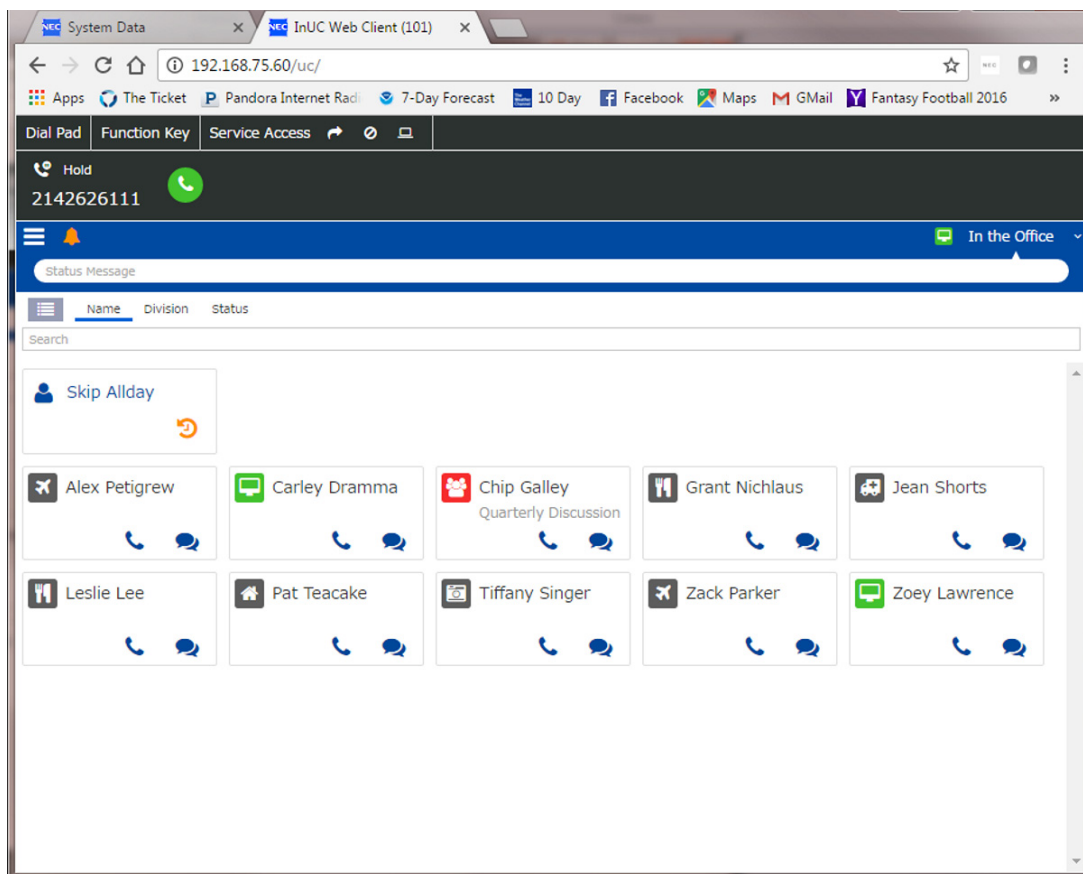 NEC System Data
NEC InUC Web Client (101)
192.168.75.60/uc/
NEC
Apps The Ticket P Pandora Internet Radi 7-Day Forecast 10 Day Facebook Maps GMail Fantasy Football 2016 »
Dial Pad Function Key Service Access
Hold
2142626111
In the Office
Status Message
Name Division Status
Search
Skip Allday
Alex Petigrew Carley Dramma Chip Galley Grant Nichlaus Jean Shorts
Quarterly Discussion
Leslie Lee Pat Teacake Tiffany Singer Zack Parker Zoey Lawrence